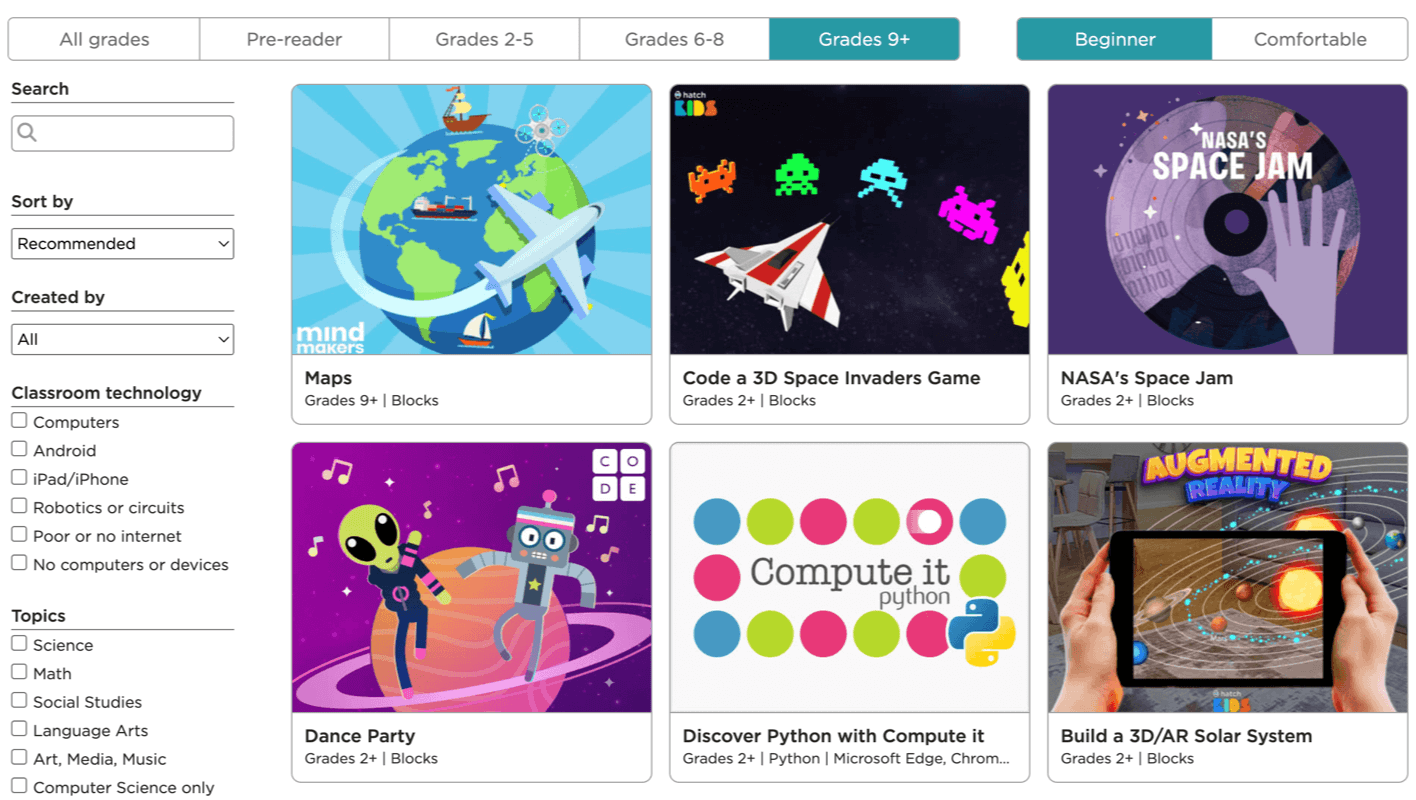 All grades
Pre-reader
Grades 2-5
Grades 6-8
Grades 9+
Beginner
Comfortable
Search
Sort by
Recommended
Created by
All
Classroom technology
Computers
Android
iPad/iPhone
Robotics or circuits
Poor or no internet
No computers or devices
Topics
Science
Math
Social Studies
Language Arts
Art, Media, Music
Computer Science only
mind
makers
Maps
Grades 9+ | Blocks
hatch
KIDS
Code a 3D Space Invaders Game
Grades 2+ | Blocks
NASA'S
SPACE JAM
0110110
01000
01101
NASA's Space Jam
Grades 2+ | Blocks
C O
D E
Dance Party
Grades 2+ | Blocks
Compute it
python
Discover Python with Compute it
Grades 2+ | Python | Microsoft Edge, Chrom...
AUGMENTED
REALITY
Mars
hatch
KIDS
Build a 3D/AR Solar System
Grades 2+ | Blocks